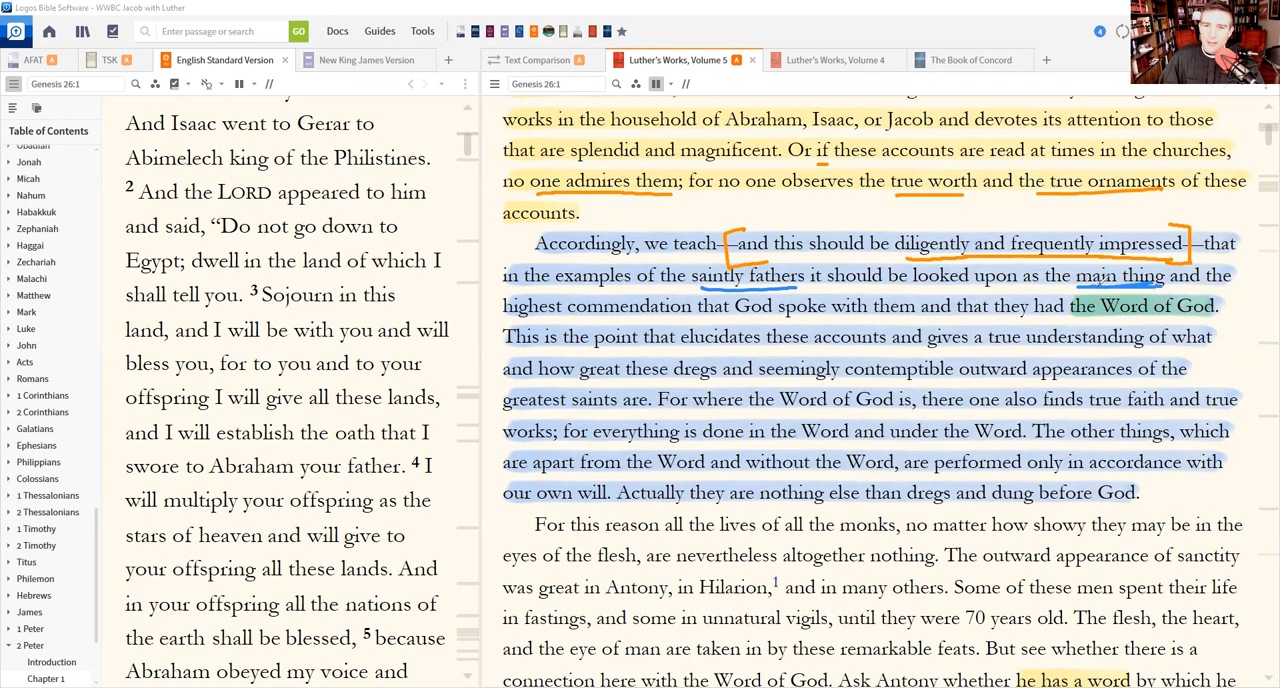 Logos Bible Software - WWBC Jacob with Luther
Enter passage or search
GO
Docs
Guides
Tools
4
AFAT A
TSK A
English Standard Version
New King James Version
Text Comparison A
Luther's Works, Volume 5 A
Luther's Works, Volume 4
The Book of Concord
Genesis 26:1
Genesis 26:1
Table of Contents
Obadiah
Jonah
Micah
Nahum
Habakkuk
Zephaniah
Haggai
Zechariah
Malachi
Matthew
Mark
Luke
John
Acts
Romans
1 Corinthians
2 Corinthians
Galatians
Ephesians
Philippians
Colossians
1 Thessalonians
2 Thessalonians
1 Timothy
2 Timothy
Titus
Philemon
Hebrews
James
1 Peter
2 Peter
Introduction
Chapter 1
And Isaac went to Gerar to
Abimelech king of the Philistines.
2 And the LORD appeared to him
and said, “Do not go down to
Egypt; dwell in the land of which I
shall tell you. 3 Sojourn in this
land, and I will be with you and will
bless you, for to you and to your
offspring I will give all these lands,
and I will establish the oath that I
swore to Abraham your father. 4 I
will multiply your offspring as the
stars of heaven and will give to
your offspring all these lands. And
in your offspring all the nations of
the earth shall be blessed, 5 because
Abraham obeyed my voice and
works in the household of Abraham, Isaac, or Jacob and devotes its attention to those
that are splendid and magnificent. Or if these accounts are read at times in the churches,
no one admires them; for no one observes the true worth and the true ornaments of these
accounts.
Accordingly, we teach—and this should be diligently and frequently impressed—that
in the examples of the saintly fathers it should be looked upon as the main thing and the
highest commendation that God spoke with them and that they had the Word of God.
This is the point that elucidates these accounts and gives a true understanding of what
and how great these dregs and seemingly contemptible outward appearances of the
greatest saints are. For where the Word of God is, there one also finds true faith and true
works; for everything is done in the Word and under the Word. The other things, which
are apart from the Word and without the Word, are performed only in accordance with
our own will. Actually they are nothing else than dregs and dung before God.
For this reason all the lives of all the monks, no matter how showy they may be in the
eyes of the flesh, are nevertheless altogether nothing. The outward appearance of sanctity
was great in Antony, in Hilarion,1 and in many others. Some of these men spent their life
in fastings, and some in unnatural vigils, until they were 70 years old. The flesh, the heart,
and the eye of man are taken in by these remarkable feats. But see whether there is a
connection here with the Word of God. Ask Antony whether he has a word by which he